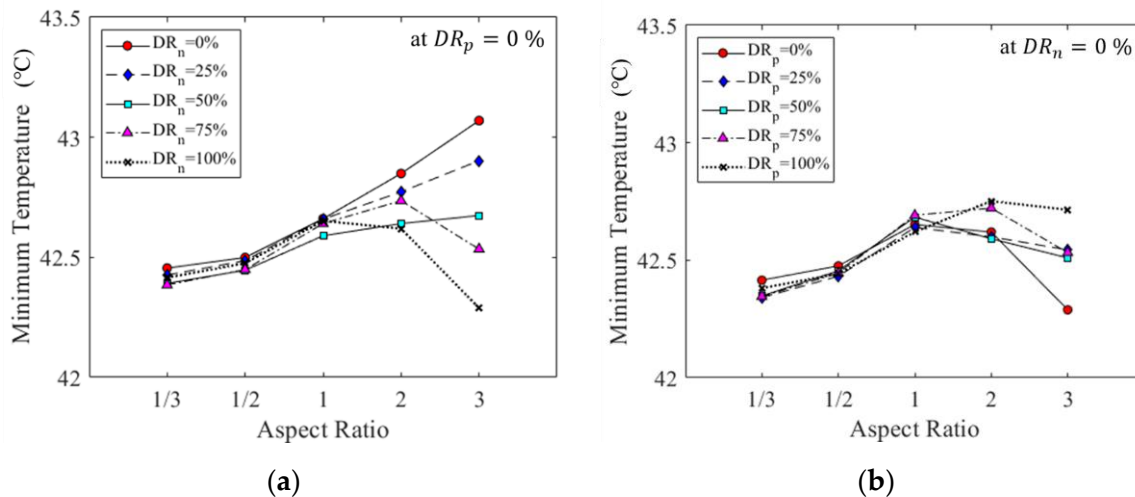 43.5
43
42.5
42
Minimum Temperature (℃)
DRn=0%
DRn=25%
DRn=50%
DRn=75%
DRn=100%
at DRp = 0 %
1/3 1/2 1 2 3
Aspect Ratio
(a)
43.5
43
42.5
42
Minimum Temperature (℃)
DRp=0%
DRp=25%
DRp=50%
DRp=75%
DRp=100%
at DRn = 0 %
1/3 1/2 1 2 3
Aspect Ratio
(b)